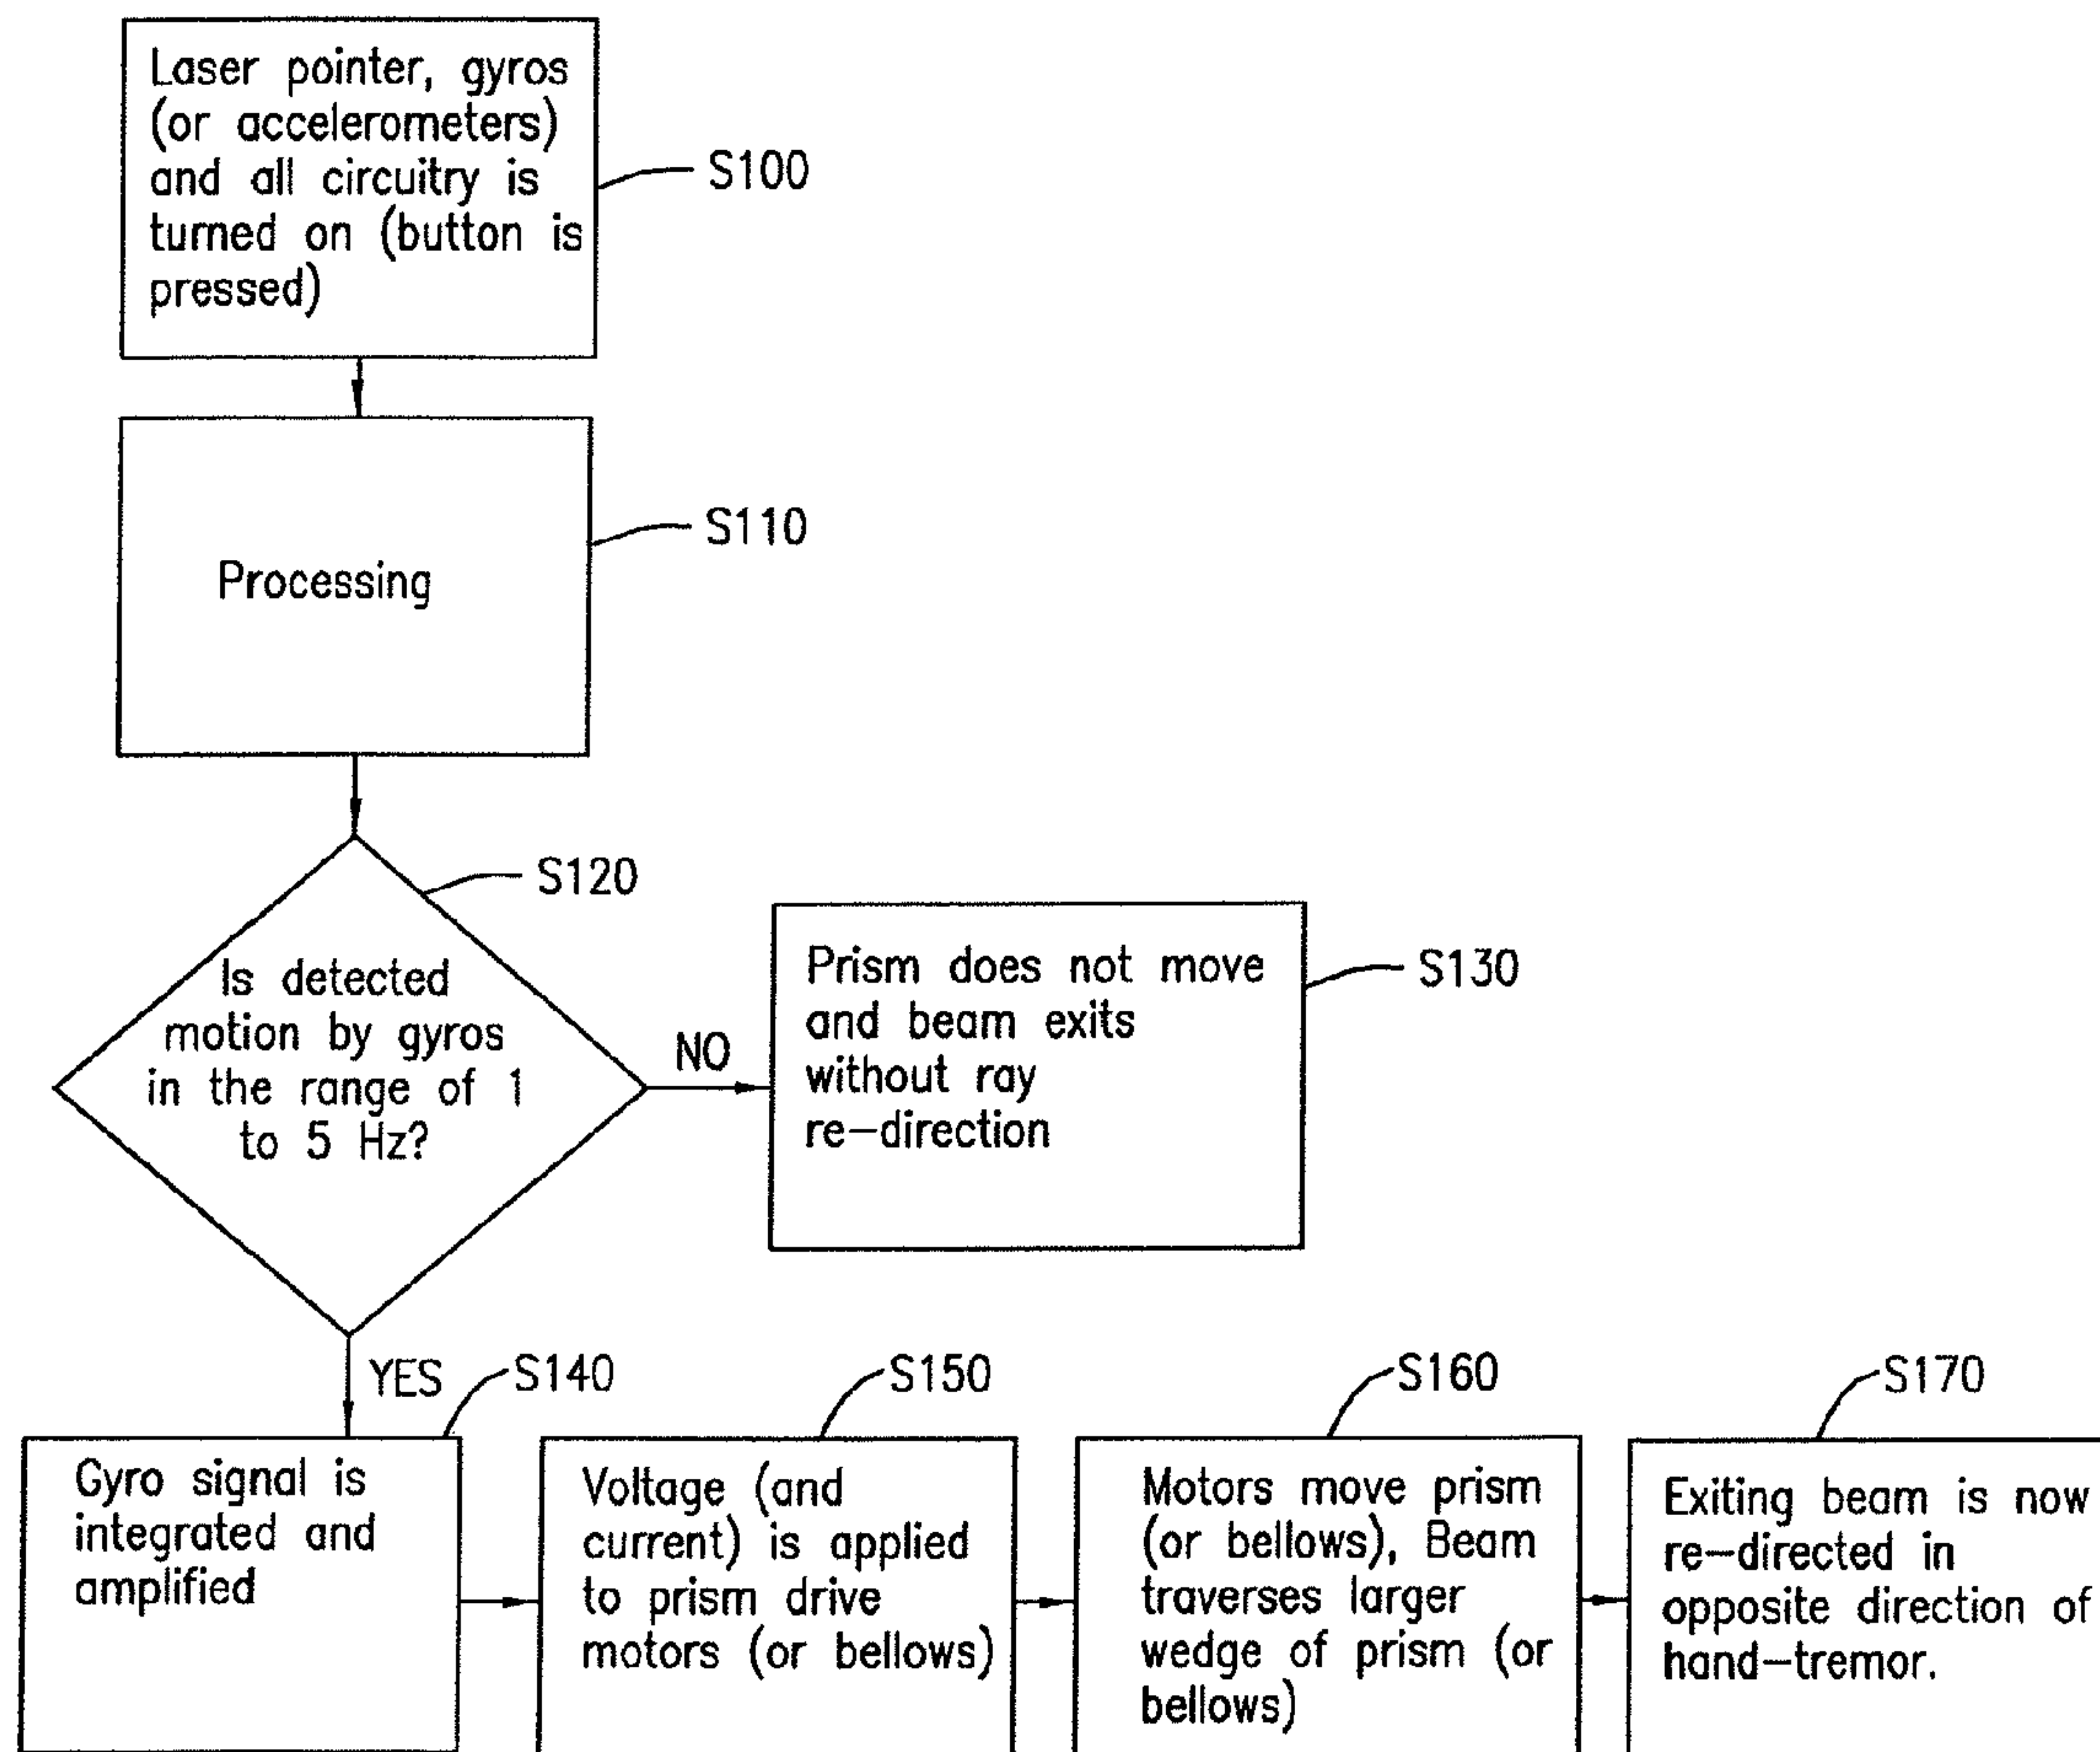 Laser pointer, gyros
(or accelerometers)
and all circuitry is
turned on (button is
pressed)
S100
Processing
S110
S120
Is detected
motion by gyros
in the range of 1
to 5 Hz?
NO
Prism does not move
and beam exits
without ray
re-direction
S130
YES
S140
Gyro signal is
integrated and
amplified
S150
Voltage (and
current) is applied
to prism drive
motors (or bellows)
S160
Motors move prism
(or bellows), Beam
traverses larger
wedge of prism (or
bellows)
S170
Exiting beam is now
re-directed in
opposite direction of
hand-tremor.